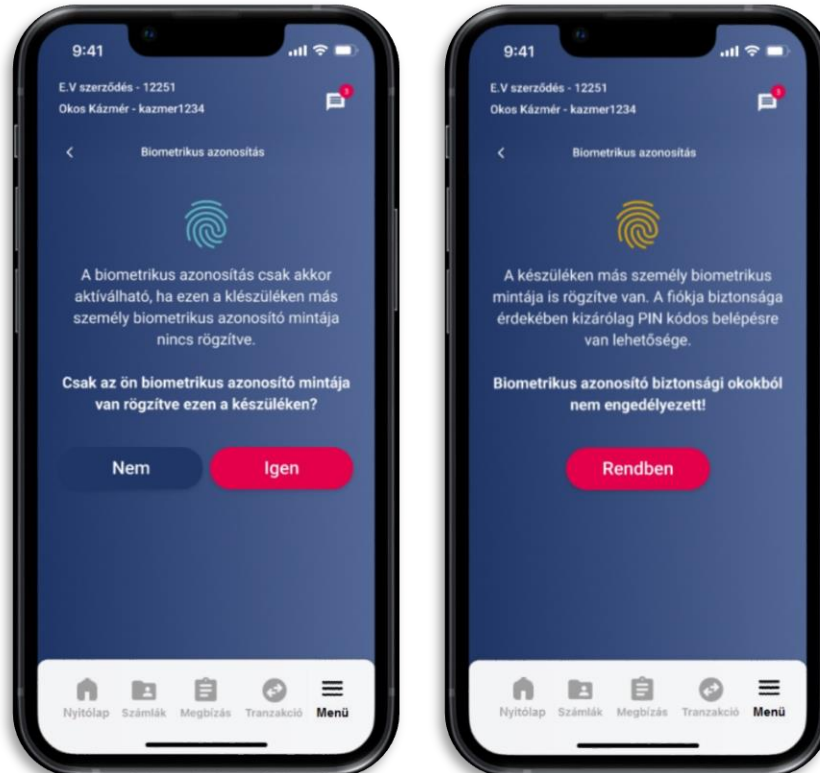 9:41
E.V szerződés - 12251
Okos Kázmér - kazmer1234
3
Biometrikus azonosítás
A biometrikus azonosítás csak akkor
aktíválható, ha ezen a klészüléken más
személy biometrikus azonosító mintája
nincs rögzítve.
Csak az ön biometrikus azonosító mintája
van rögzítve ezen a készüléken?
Nem
Igen
Nyitólap
Számlák
Megbízás
Tranzakció
Menü
9:41
E.V szerződés - 12251
Okos Kázmér - kazmer1234
3
Biometrikus azonosítás
A készüléken más személy biometrikus
mintája is rögzítve van. A fiókja biztonsága
érdekében kizárólag PIN kódos belépésre
van lehetősége.
Biometrikus azonosító biztonsági okokból
nem engedélyezett!
Rendben
Nyitólap
Számlák
Megbízás
Tranzakció
Menü